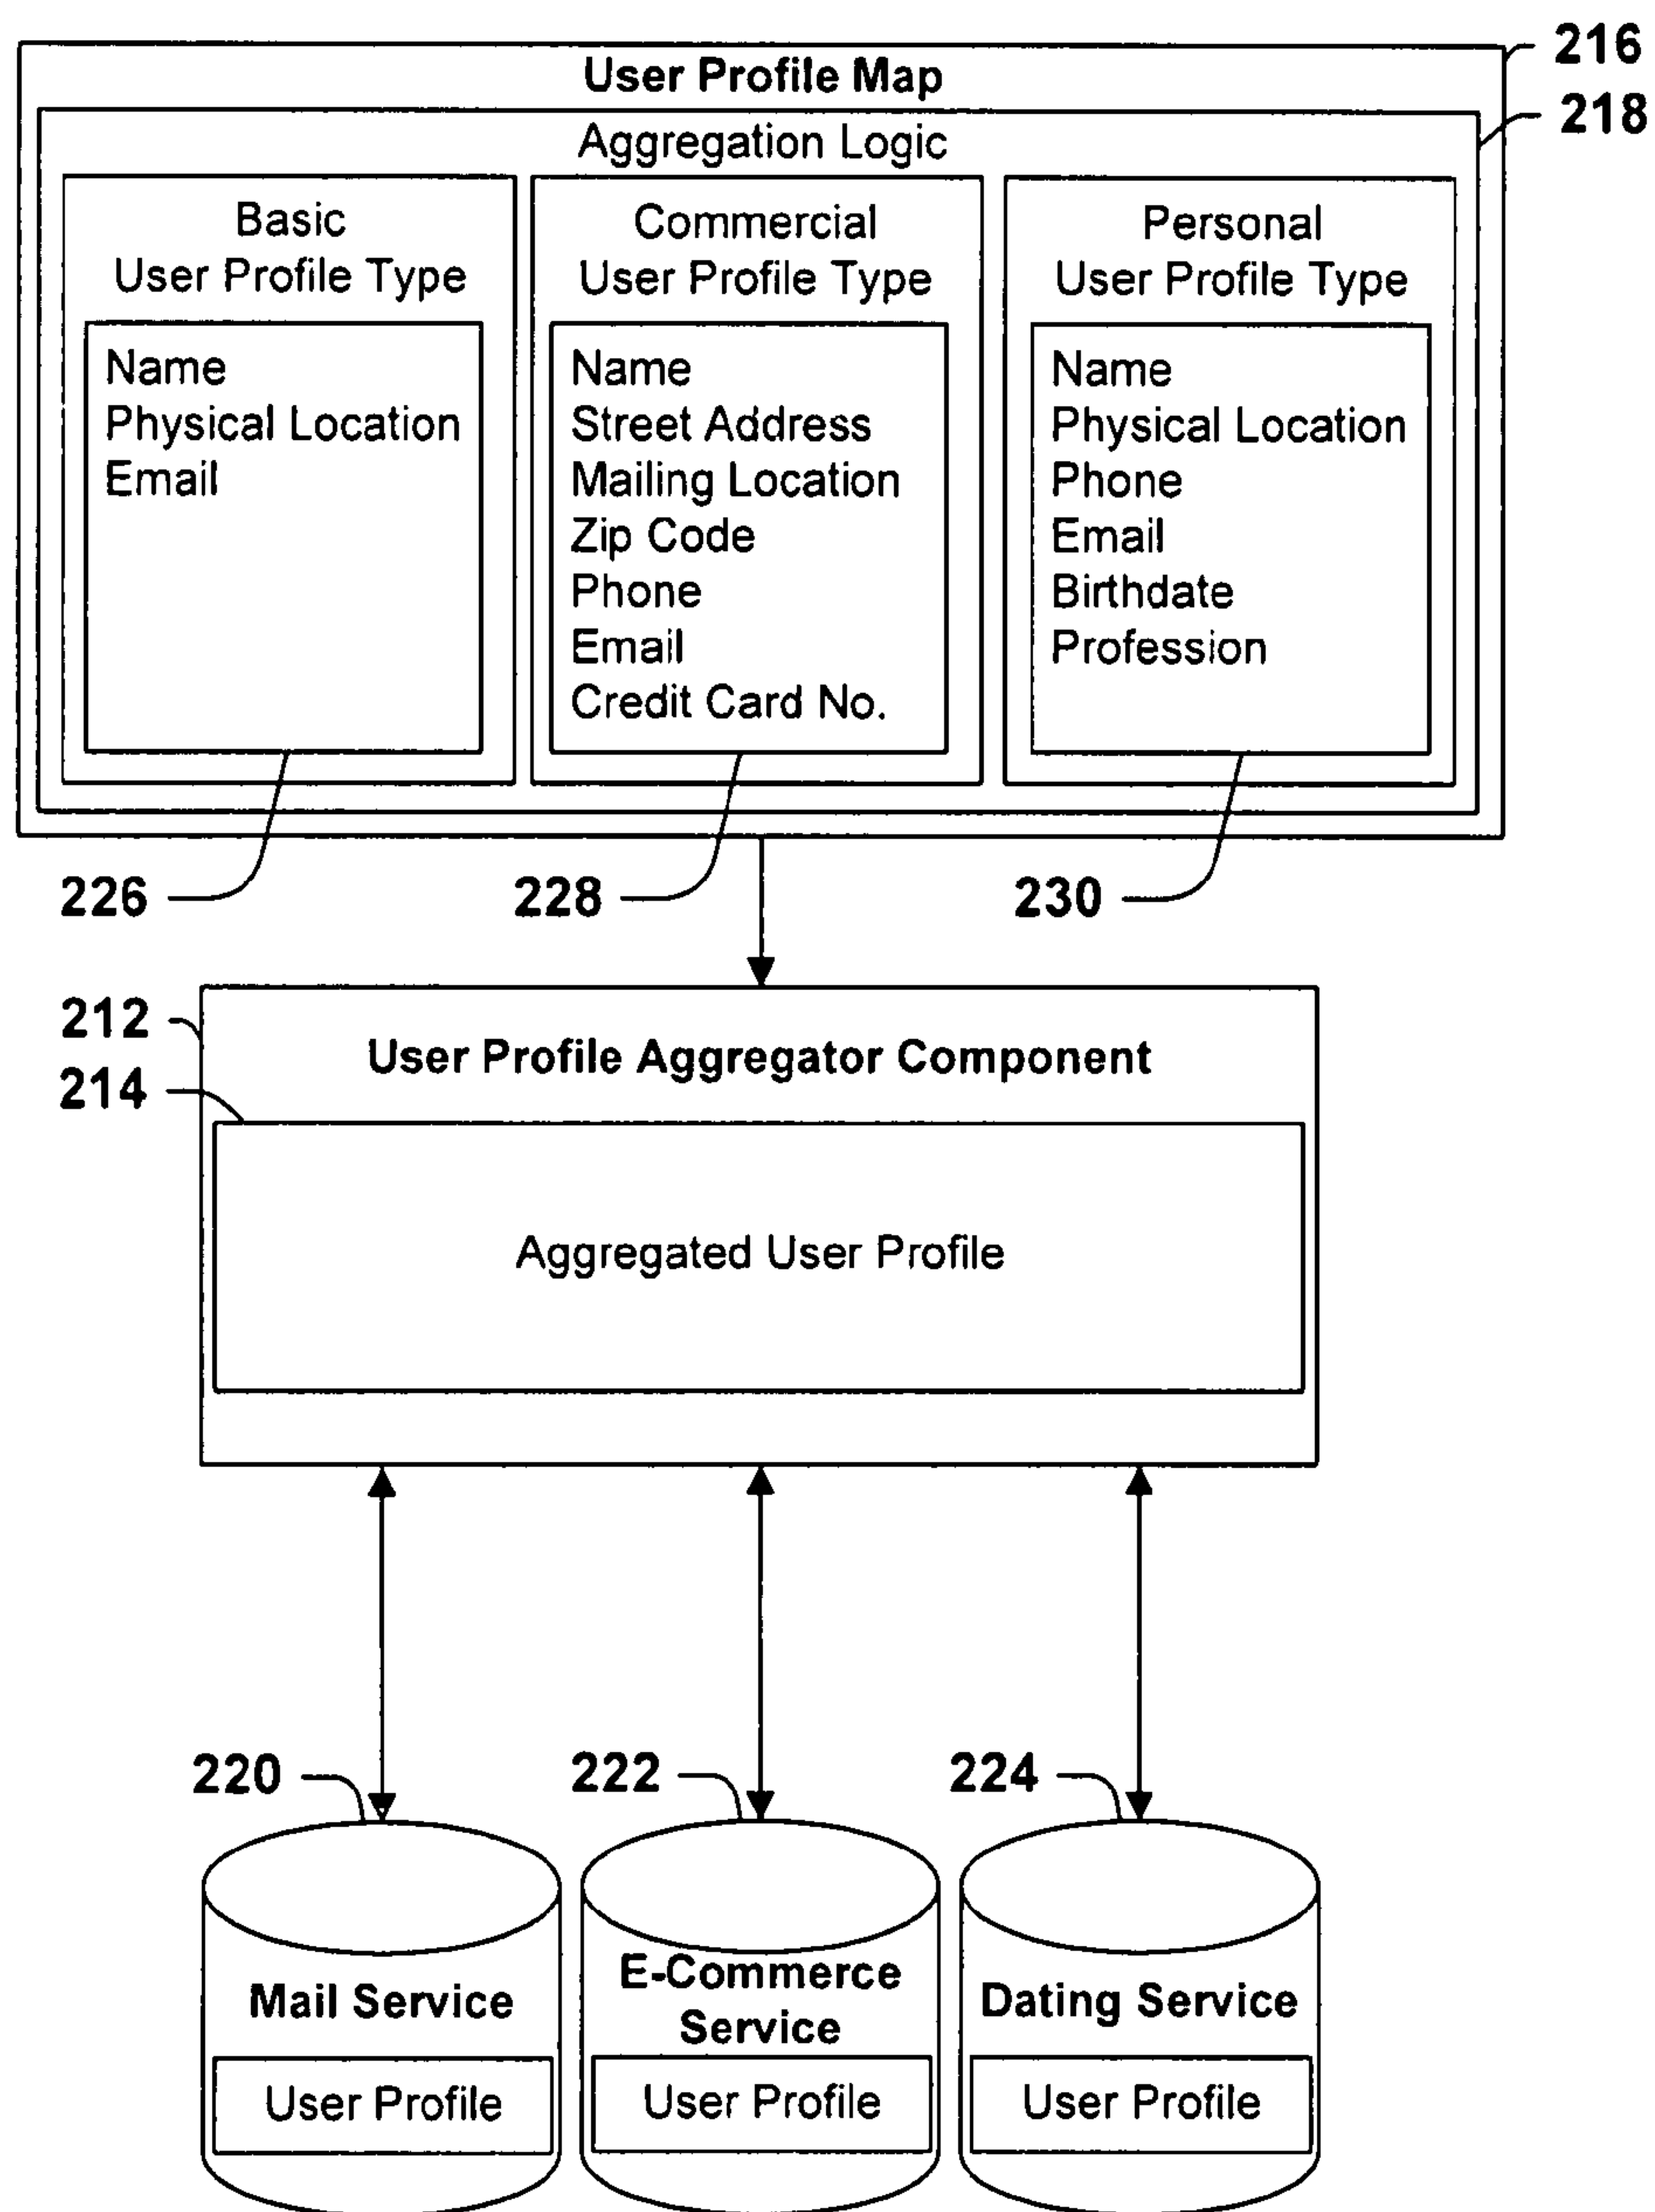 216
User Profile Map
218
Aggregation Logic
Basic
User Profile Type
Name
Physical Location
Email
Commercial
User Profile Type
Name
Street Address
Mailing Location
Zip Code
Phone
Email
Credit Card No.
Personal
User Profile Type
Name
Physical Location
Phone
Email
Birthdate
Profession
226
228
230
212
User Profile Aggregator Component
214
Aggregated User Profile
220
222
224
Mail Service
User Profile
E-Commerce
Service
User Profile
Dating Service
User Profile